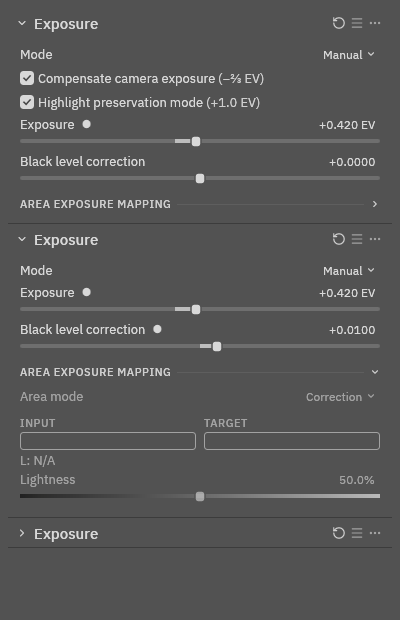 Exposure
Mode Manual
Compensate camera exposure (−⅔ EV)
Highlight preservation mode (+1.0 EV)
Exposure +0.420 EV
Black level correction +0.0000
AREA EXPOSURE MAPPING
Exposure
Mode Manual
Exposure +0.420 EV
Black level correction +0.0100
AREA EXPOSURE MAPPING
Area mode Correction
INPUT TARGET
L: N/A
Lightness 50.0%
Exposure